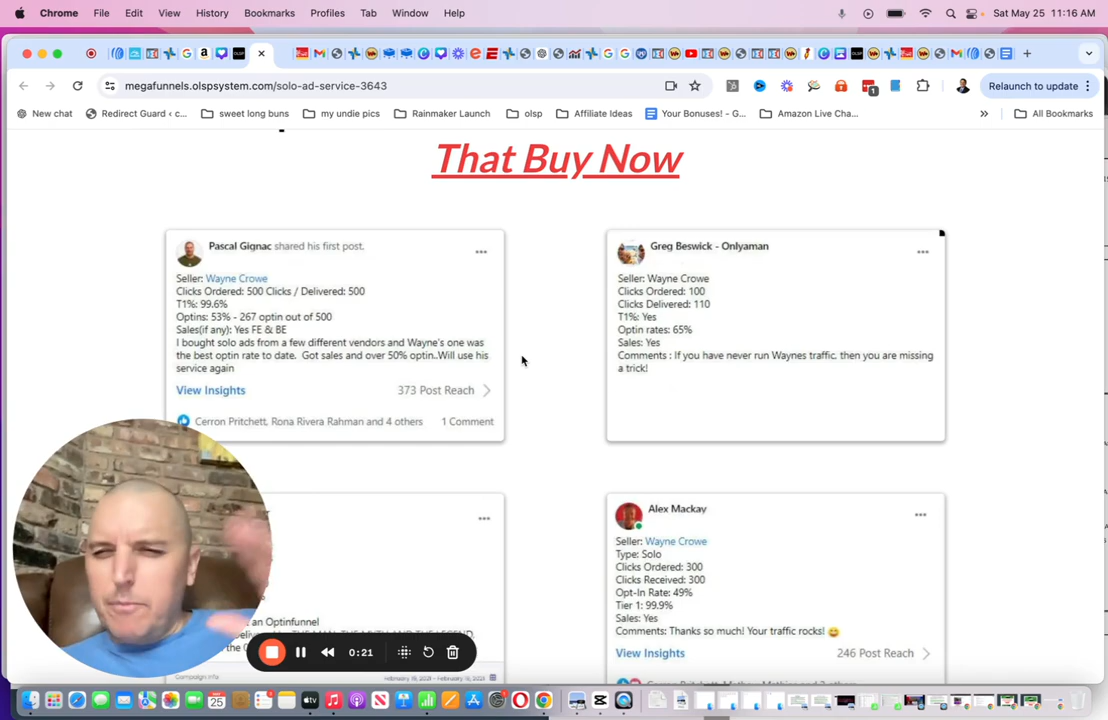 Chrome File Edit View History Bookmarks Profiles Tab Window Help
Sat May 25 11:16 AM
megafunnels.olspsystem.com/solo-ad-service-3643
1
Relaunch to update
New chat
Redirect Guard ‹ c...
sweet long buns
my undie pics
Rainmaker Launch
olsp
Affiliate Ideas
Your Bonuses! - G...
Amazon Live Cha...
»
All Bookmarks
That Buy Now
Pascal Gignac shared his first post.
Seller: Wayne Crowe
Clicks Ordered: 500 Clicks / Delivered: 500
T1%: 99.6%
Optins: 53% - 267 optin out of 500
Sales(if any): Yes FE & BE
I bought solo ads from a few different vendors and Wayne's one was
the best optin rate to date. Got sales and over 50% optin..Will use his
service again
View Insights
373 Post Reach
Cerron Pritchett, Rona Rivera Rahman and 4 others
1 Comment
Greg Beswick - Onlyaman
Seller: Wayne Crowe
Clicks Ordered: 100
Clicks Delivered: 110
T1%: Yes
Optin rates: 65%
Sales: Yes
Comments : If you have never run Waynes traffic, then you are missing
a trick!
an Optinfunnel
Alex Mackay
Seller: Wayne Crowe
Type: Solo
Clicks Ordered: 300
Clicks Received: 300
Opt-In Rate: 49%
Tier 1: 99.9%
Sales: Yes
Comments: Thanks so much! Your traffic rocks! 😄
View Insights
246 Post Reach
0:21